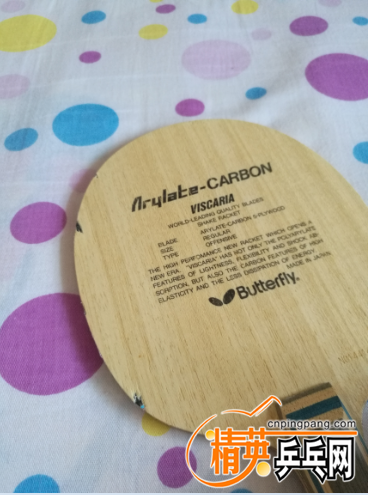 Arylate-CARBON
VISCARIA
WORLD-LEADING QUALITY BLADES
SHAKE RACKET
BLADE ARYLATE-CARBON 5-PLYWOOD
SIZE REGULAR
TYPE OFFENSIVE
THE HIGH PERFOMANCE NEW RACKET WHICH OPENS A
NEW ERA. "VISCARIA" HAS NOT ONLY THE POLYARYLATE
FEATURES OF LIGHTNESS, FLEXIBILITY AND SHOCK AB-
SORPTION, BUT ALSO THE CARBON FEATURES OF HIGH
ELASTICITY AND THE LESS DISSIPATION OF ENERGY.
MADE IN JAPAN
Butterfly
cnpingpang.com
精英乒乓网